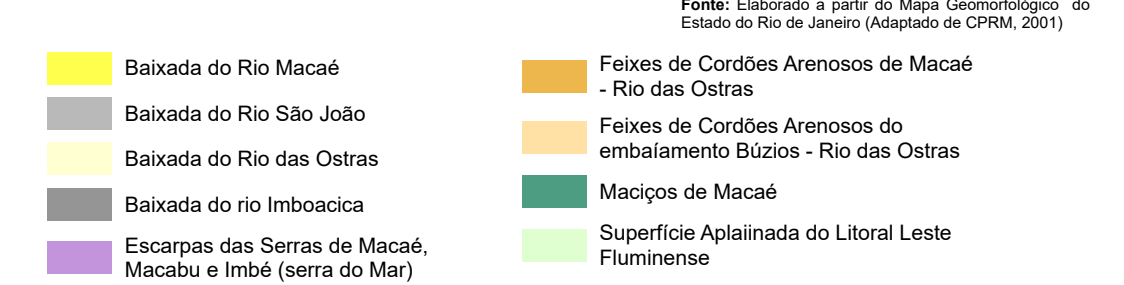 Fonte: Elaborado a partir do Mapa Geomorfológico do
Estado do Rio de Janeiro (Adaptado de CPRM, 2001)
Baixada do Rio Macaé
Baixada do Rio São João
Baixada do Rio das Ostras
Baixada do rio Imboacica
Escarpas das Serras de Macaé,
Macabu e Imbé (serra do Mar)
Feixes de Cordões Arenosos de Macaé
- Rio das Ostras
Feixes de Cordões Arenosos do
embaíamento Búzios - Rio das Ostras
Maciços de Macaé
Superfície Aplaiinada do Litoral Leste
Fluminense